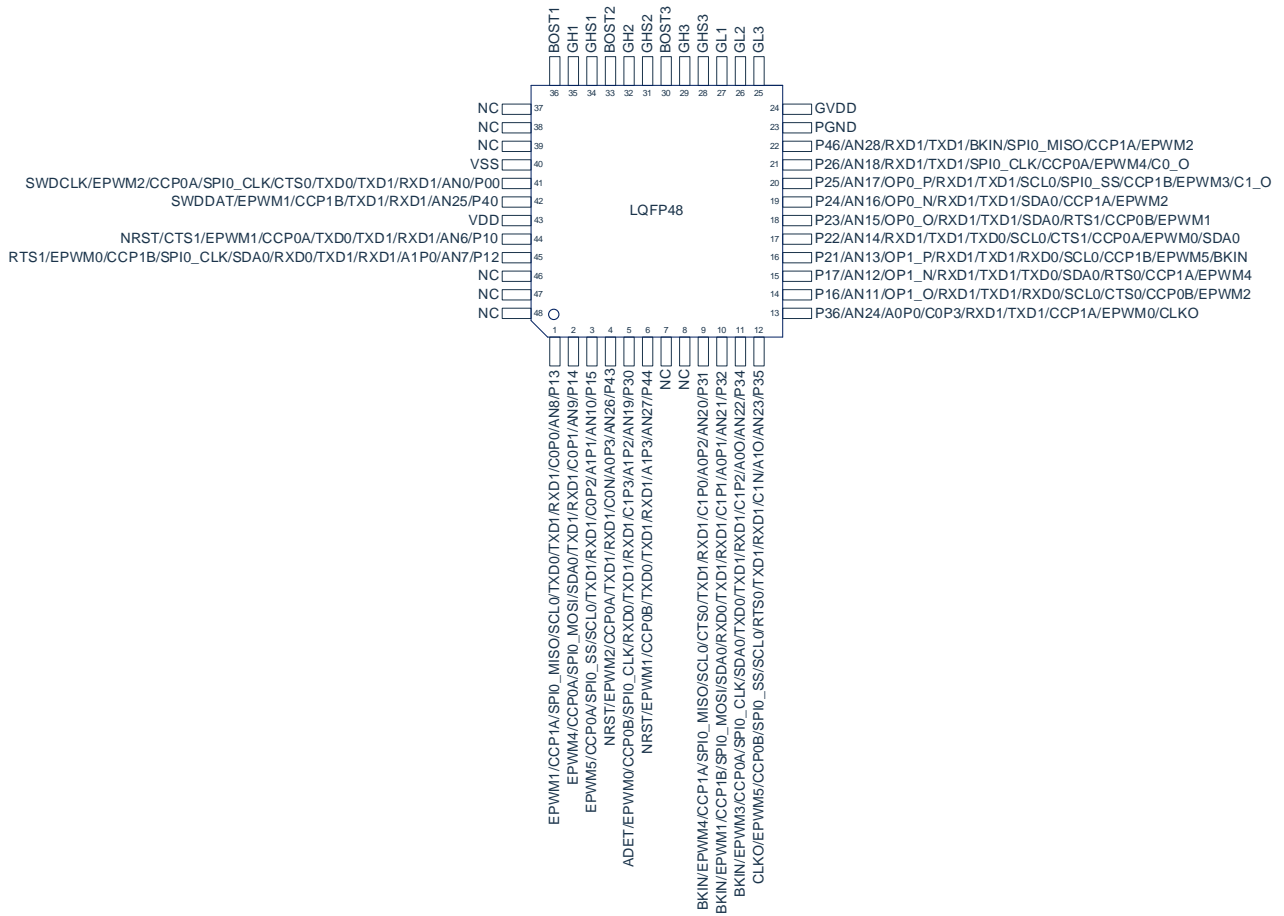 BOST1
GH1
GHS1
BOST2
GH2
GHS2
BOST3
GH3
GHS3
GL1
GL2
GL3
36 35 34 33 32 31 30 29 28 27 26 25
NC 37
NC 38
NC 39
VSS 40
SWDCLK/EPWM2/CCP0A/SPI0_CLK/CTS0/TXD0/TXD1/RXD1/AN0/P00 41
SWDDAT/EPWM1/CCP1B/TXD1/RXD1/AN25/P40 42
VDD 43
NRST/CTS1/EPWM1/CCP0A/TXD0/TXD1/RXD1/AN6/P10 44
RTS1/EPWM0/CCP1B/SPI0_CLK/SDA0/RXD0/TXD1/RXD1/A1P0/AN7/P12 45
NC 46
NC 47
NC 48
LQFP48
24 GVDD
23 PGND
22 P46/AN28/RXD1/TXD1/BKIN/SPI0_MISO/CCP1A/EPWM2
21 P26/AN18/RXD1/TXD1/SPI0_CLK/CCP0A/EPWM4/C0_O
20 P25/AN17/OP0_P/RXD1/TXD1/SCL0/SPI0_SS/CCP1B/EPWM3/C1_O
19 P24/AN16/OP0_N/RXD1/TXD1/SDA0/CCP1A/EPWM2
18 P23/AN15/OP0_O/RXD1/TXD1/SDA0/RTS1/CCP0B/EPWM1
17 P22/AN14/RXD1/TXD1/TXD0/SCL0/CTS1/CCP0A/EPWM0/SDA0
16 P21/AN13/OP1_P/RXD1/TXD1/RXD0/SCL0/CCP1B/EPWM5/BKIN
15 P17/AN12/OP1_N/RXD1/TXD1/TXD0/SDA0/RTS0/CCP1A/EPWM4
14 P16/AN11/OP1_O/RXD1/TXD1/RXD0/SCL0/CTS0/CCP0B/EPWM2
13 P36/AN24/A0P0/C0P3/RXD1/TXD1/CCP1A/EPWM0/CLKO
1 2 3 4 5 6 7 8 9 10 11 12
EPWM1/CCP1A/SPI0_MISO/SCL0/TXD0/TXD1/RXD1/C0P0/AN8/P13
EPWM4/CCP0A/SPI0_MOSI/SDA0/TXD1/RXD1/C0P1/AN9/P14
EPWM5/CCP0A/SPI0_SS/SCL0/TXD1/RXD1/C0P2/A1P1/AN10/P15
NRST/EPWM2/CCP0A/TXD1/RXD1/C0N/A0P3/AN26/P43
ADET/EPWM0/CCP0B/SPI0_CLK/RXD0/TXD1/RXD1/C1P3/A1P2/AN19/P30
NRST/EPWM1/CCP0B/TXD0/TXD1/RXD1/A1P3/AN27/P44
NC
NC
BKIN/EPWM4/CCP1A/SPI0_MISO/SCL0/CTS0/TXD1/RXD1/C1P0/A0P2/AN20/P31
BKIN/EPWM1/CCP1B/SPI0_MOSI/SDA0/RXD0/TXD1/RXD1/C1P1/A0P1/AN21/P32
BKIN/EPWM3/CCP0A/SPI0_CLK/SDA0/TXD0/TXD1/RXD1/C1P2/A0O/AN22/P34
CLKO/EPWM5/CCP0B/SPI0_SS/SCL0/RTS0/TXD1/RXD1/C1N/A1O/AN23/P35